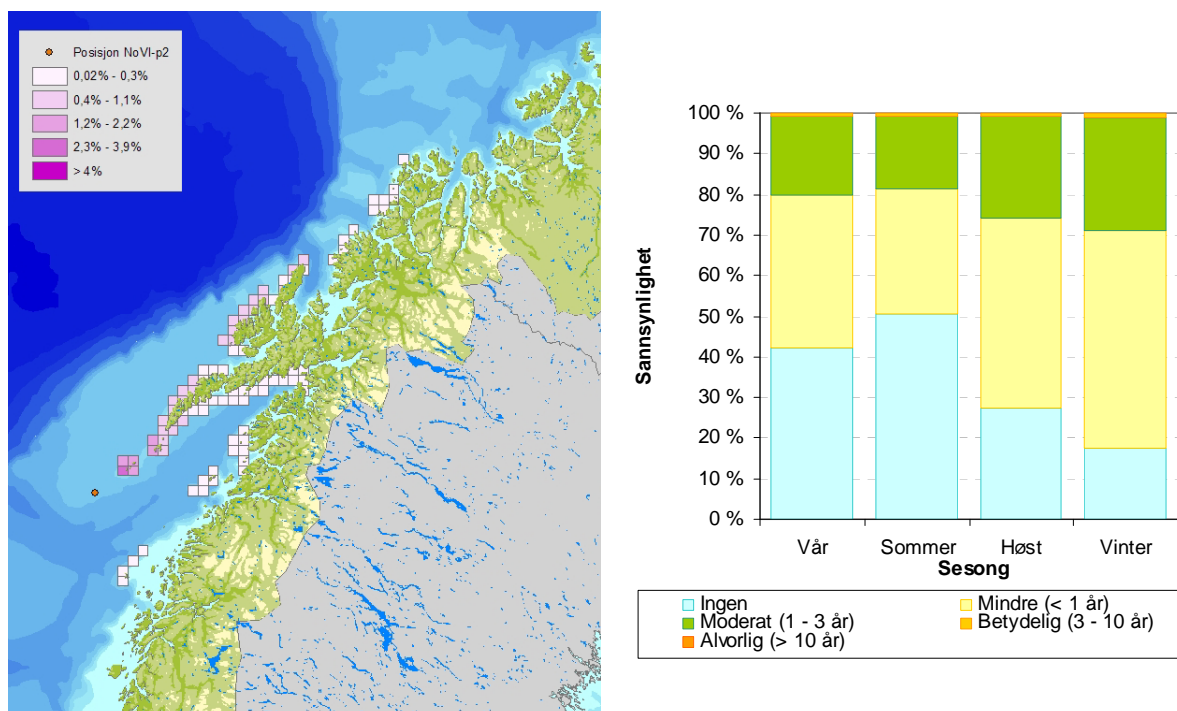 Posisjon NoVI-p2
0,02% - 0,3%
0,4% - 1,1%
1,2% - 2,2%
2,3% - 3,9%
> 4%
100 %
90 %
80 %
70 %
60 %
50 %
40 %
30 %
20 %
10 %
0 %
Sannsynlighet
Vår Sommer Høst Vinter
Sesong
Ingen Mindre (< 1 år)
Moderat (1 - 3 år) Betydelig (3 - 10 år)
Alvorlig (> 10 år)